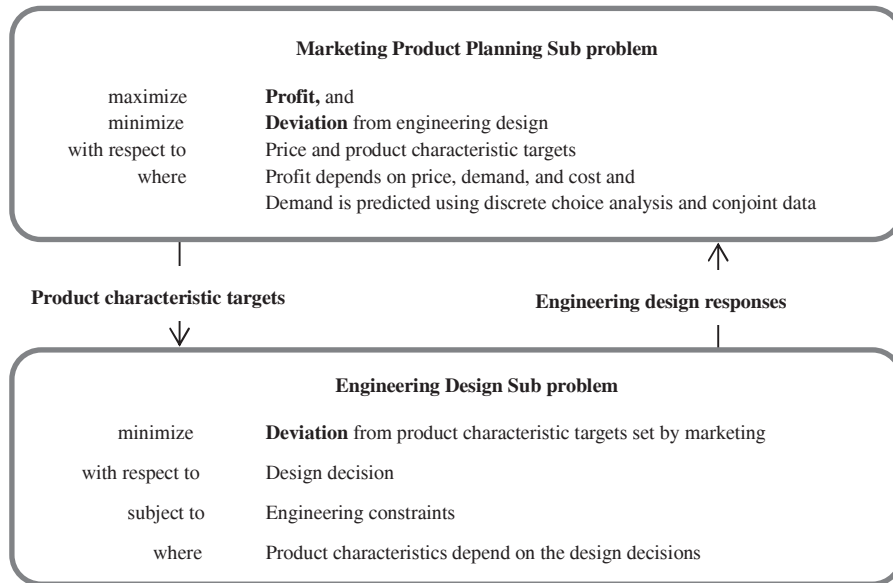 Marketing Product Planning Sub problem
maximize Profit, and
minimize Deviation from engineering design
with respect to Price and product characteristic targets
where Profit depends on price, demand, and cost and
Demand is predicted using discrete choice analysis and conjoint data
Product characteristic targets
Engineering design responses
Engineering Design Sub problem
minimize Deviation from product characteristic targets set by marketing
with respect to Design decision
subject to Engineering constraints
where Product characteristics depend on the design decisions